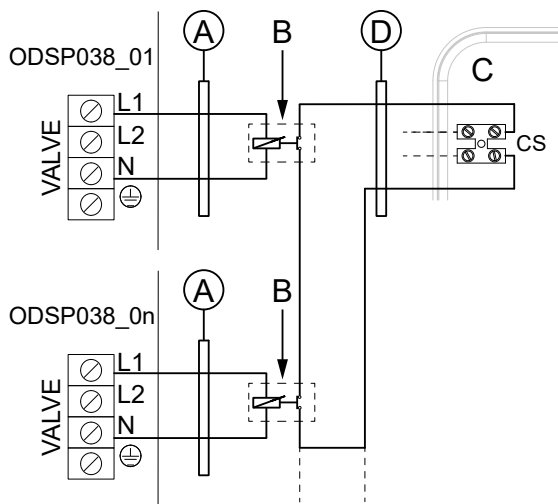 A
B
D
ODSP038_01
C
L1
L2
N
VALVE
CS
A
B
ODSP038_0n
L1
L2
N
VALVE